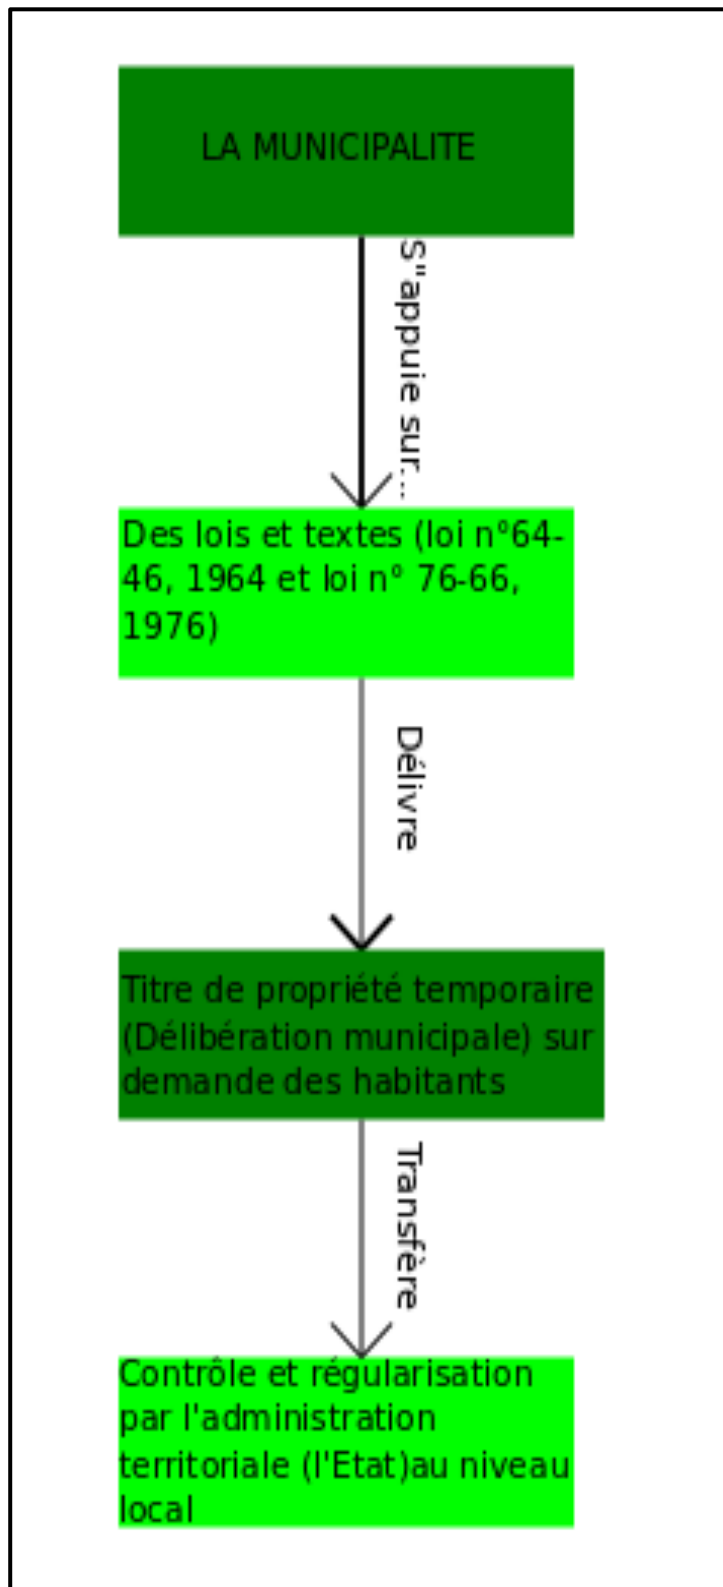 LA MUNICIPALITE
S"appuie sur...
Des lois et textes (loi n°64-
46, 1964 et loi n° 76-66,
1976)
Délivre
Titre de propriété temporaire
(Délibération municipale) sur
demande des habitants
Transfère
Contrôle et régularisation
par l'administration
territoriale (l'Etat)au niveau
local